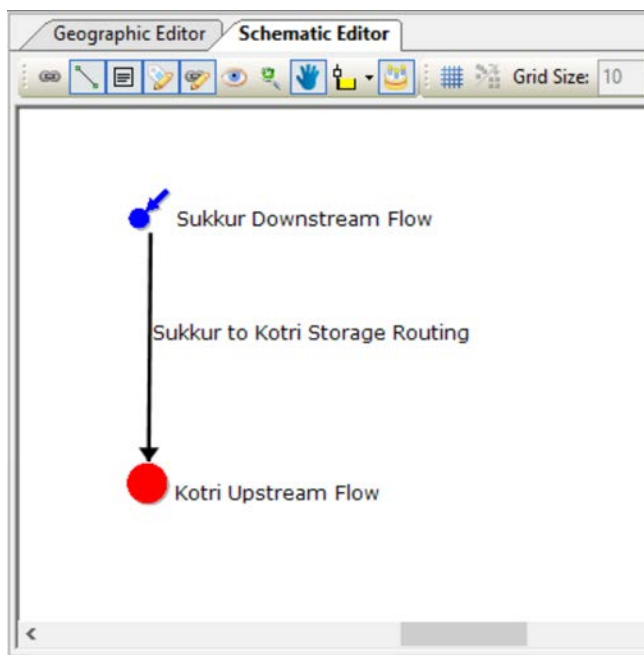 Geographic Editor Schematic Editor
Grid Size: 10
Sukkur Downstream Flow
Sukkur to Kotri Storage Routing
Kotri Upstream Flow